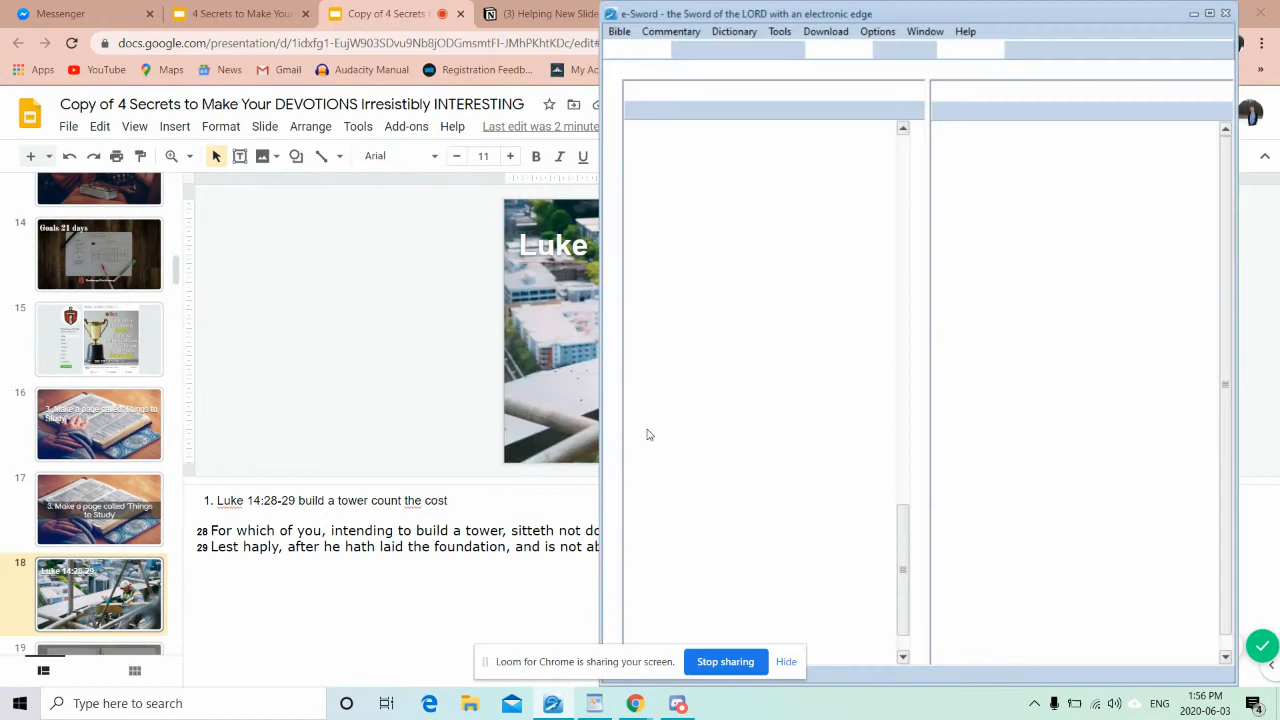 Messenger
4 Secrets to Make
Copy of 4 Secrets t
(3) Helping New Slide
e-Sword - the Sword of the LORD with an electronic edge
docs.google.com/presentation/d/1idxfg1-
Bible Commentary Dictionary Tools Download Options Window Help
Apps YouTube Maps News Gmail Audacity Manual Registration Feedb... My Ac
Copy of 4 Secrets to Make Your DEVOTIONS Irresistibly INTERESTING
File Edit View Insert Format Slide Arrange Tools Add-ons Help Last edit was 2 minute
Arial 11 B I U
14
Goals 21 days
15
16
3. Make a page called 'Things to
Study'
17
3. Make a page called 'Things
to Study'
18
Luke 14:28-29
19
Luke
1. Luke 14:28-29 build a tower count the cost
28 For which of you, intending to build a tower, sitteth not do
29 Lest haply, after he hath laid the foundation, and is not ab
Loom for Chrome is sharing your screen. Stop sharing Hide
Type here to search
ENG
1:56 PM
2020-06-03
4